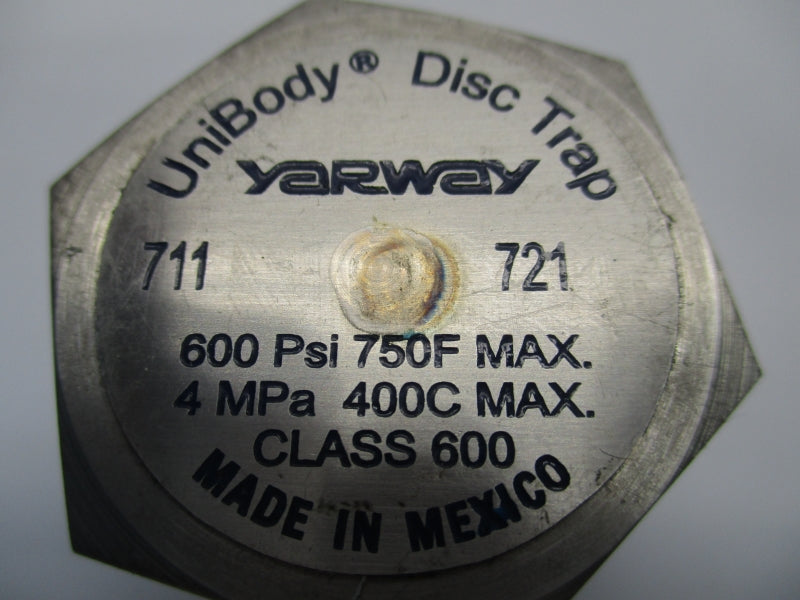 UniBody® Disc Trap
YARWAY
711 721
600 Psi 750F MAX.
4 MPa 400C MAX.
CLASS 600
MADE IN MEXICO